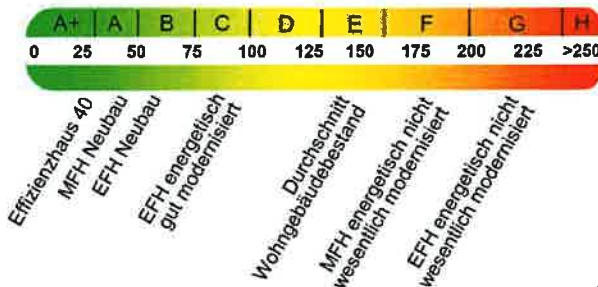 A+ A B C D E F G H
0 25 50 75 100 125 150 175 200 225 >250
Effizienzhaus 40
MFH Neubau
EFH Neubau
EFH energetisch
gut modernisiert
Durchschnitt
Wohngebäudebestand
MFH energetisch nicht
wesentlich modernisiert
EFH energetisch nicht
wesentlich modernisiert